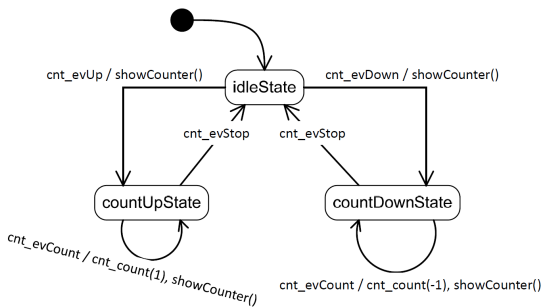 cnt_evUp / showCounter()
cnt_evDown / showCounter()
idleState
cnt_evStop
cnt_evStop
countUpState
countDownState
cnt_evCount / cnt_count(1), showCounter()
cnt_evCount / cnt_count(-1), showCounter()